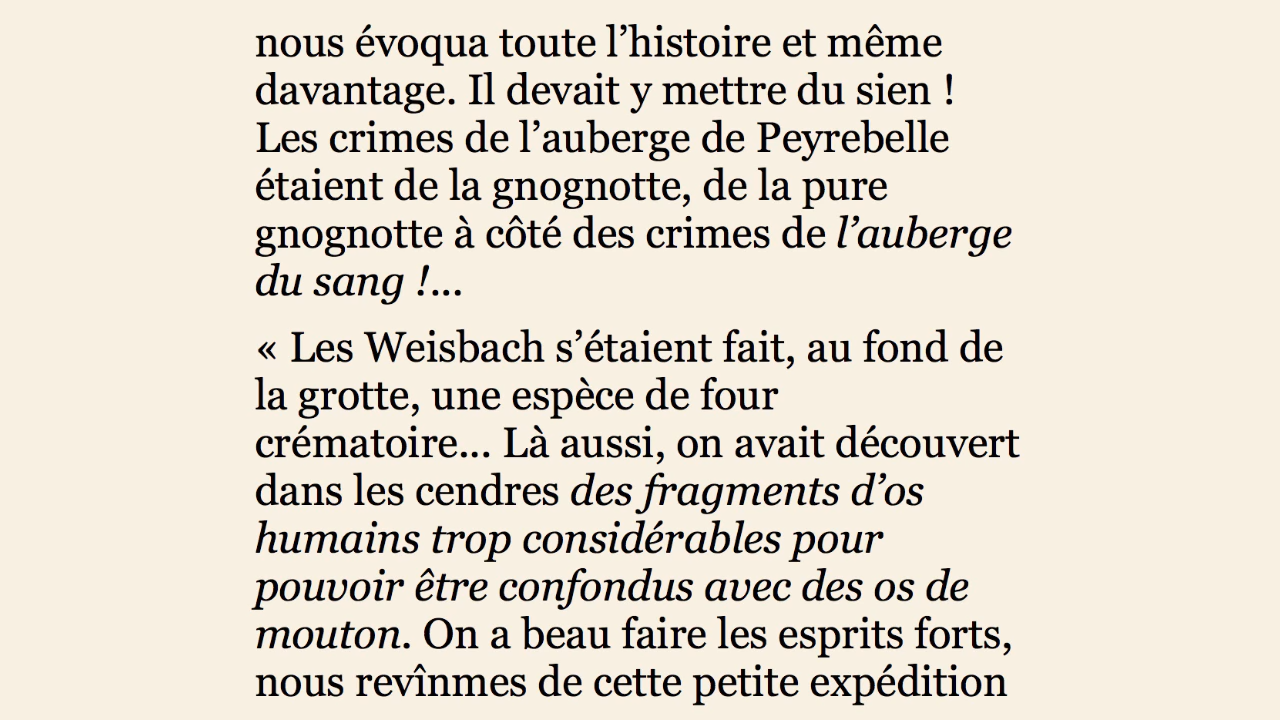 nous évoqua toute l’histoire et même
davantage. Il devait y mettre du sien !
Les crimes de l’auberge de Peyrebelle
étaient de la gnognotte, de la pure
gnognotte à côté des crimes de l’auberge
du sang !...
« Les Weisbach s’étaient fait, au fond de
la grotte, une espèce de four
crématoire... Là aussi, on avait découvert
dans les cendres des fragments d’os
humains trop considérables pour
pouvoir être confondus avec des os de
mouton. On a beau faire les esprits forts,
nous revînmes de cette petite expédition